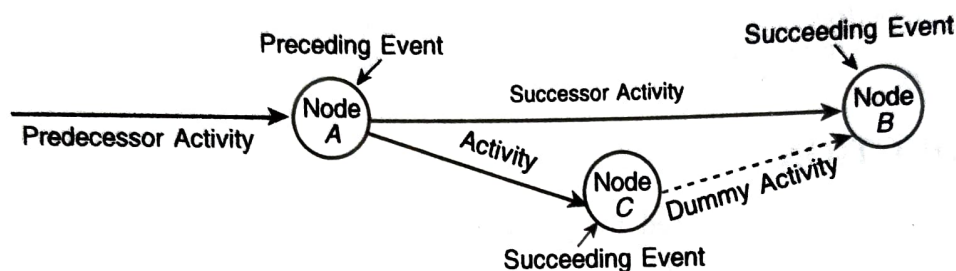 Preceding Event
Succeeding Event
Predecessor Activity
Node
A
Successor Activity
Node
B
Activity
Node
C
Dummy Activity
Succeeding Event